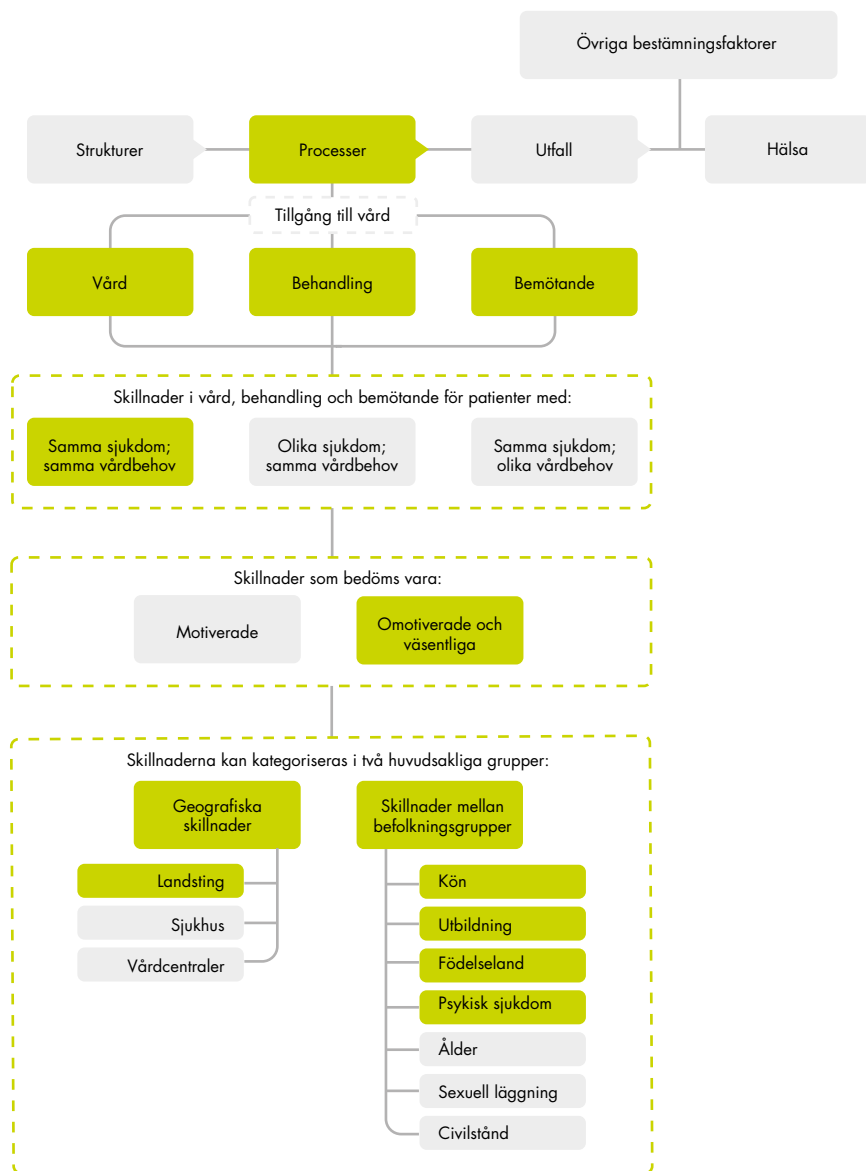 Övriga bestämningsfaktorer
Strukturer
Processer
Utfall
Hälsa
Tillgång till vård
Vård
Behandling
Bemötande
Skillnader i vård, behandling och bemötande för patienter med:
Samma sjukdom;
samma vårdbehov
Olika sjukdom;
samma vårdbehov
Samma sjukdom;
olika vårdbehov
Skillnader som bedöms vara:
Motiverade
Omotiverade och
väsentliga
Skillnaderna kan kategoriseras i två huvudsakliga grupper:
Geografiska
skillnader
Landsting
Sjukhus
Vårdcentraler
Skillnader mellan
befolkningsgrupper
Kön
Utbildning
Födelseland
Psykisk sjukdom
Ålder
Sexuell läggning
Civilstånd